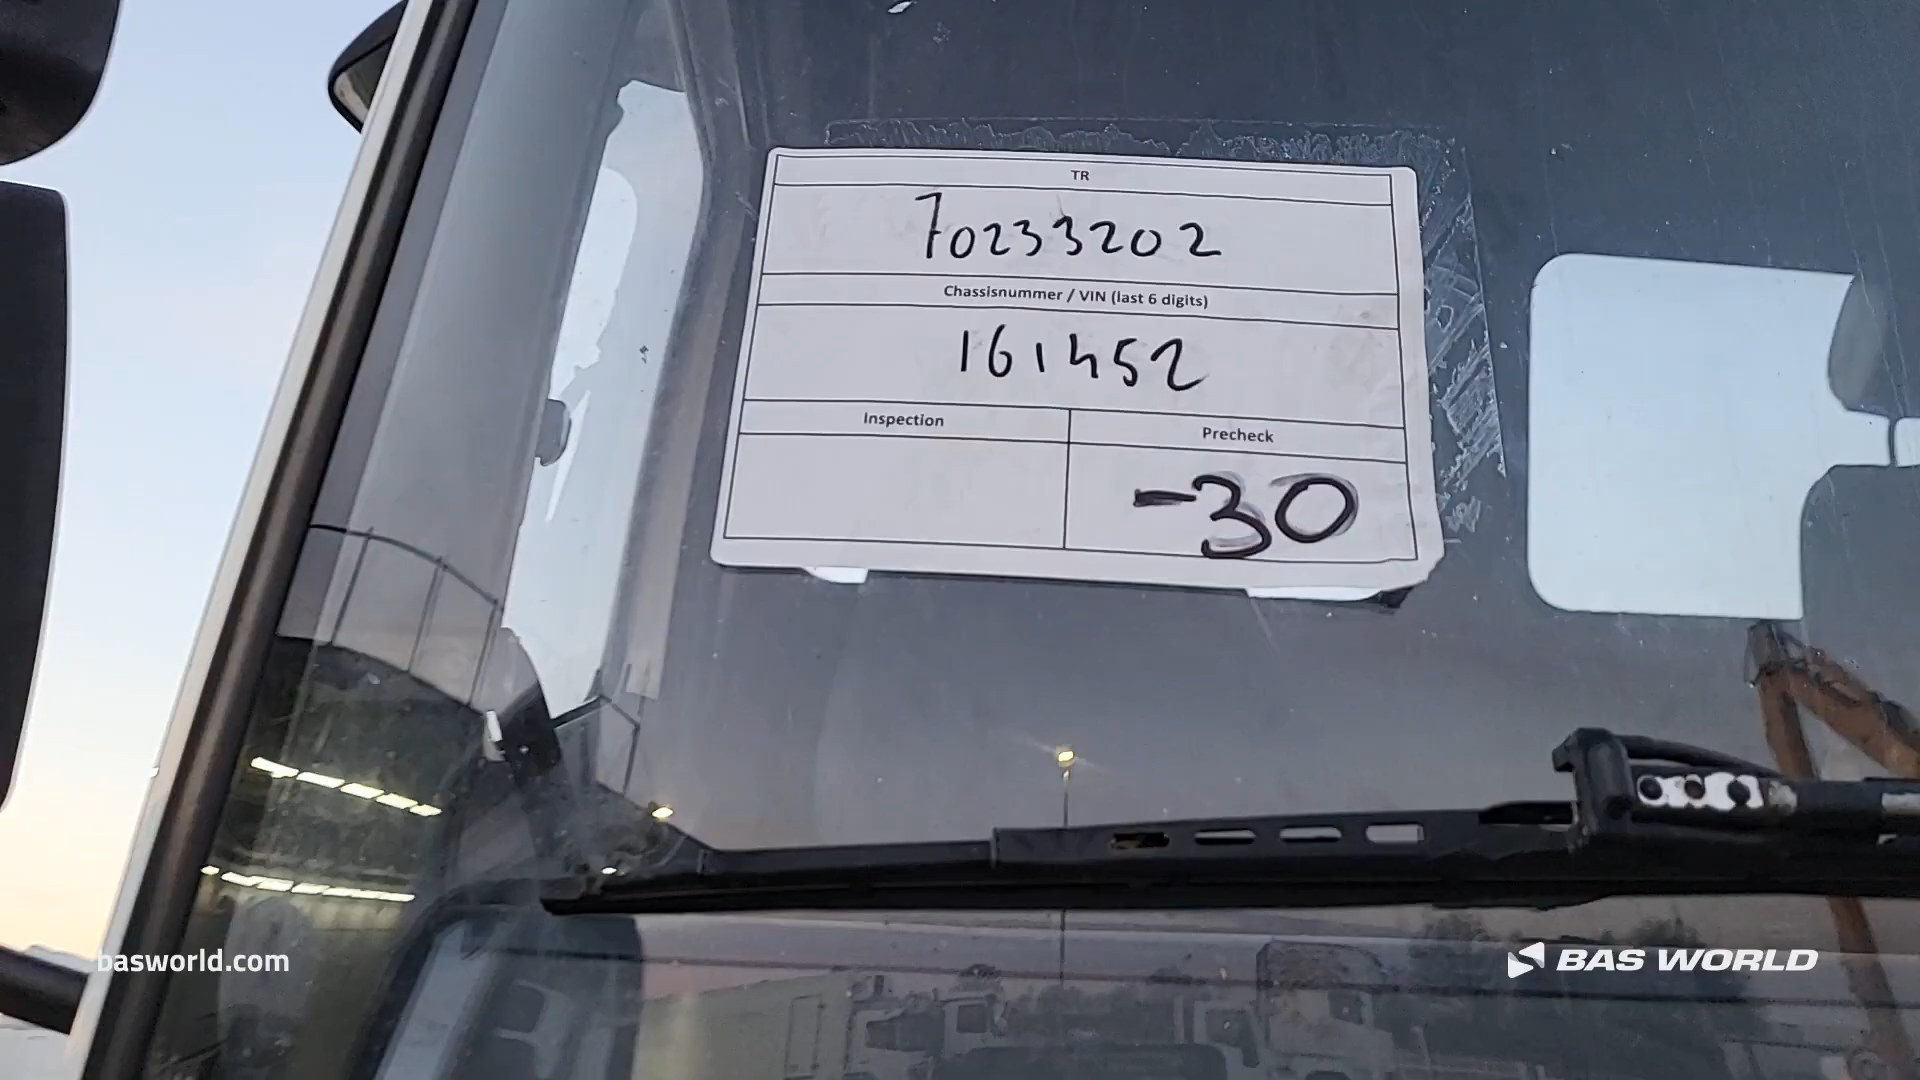 TR
70233202
Chassisnummer / VIN (last 6 digits)
161452
Inspection
Precheck
-30
basworld.com
BAS WORLD